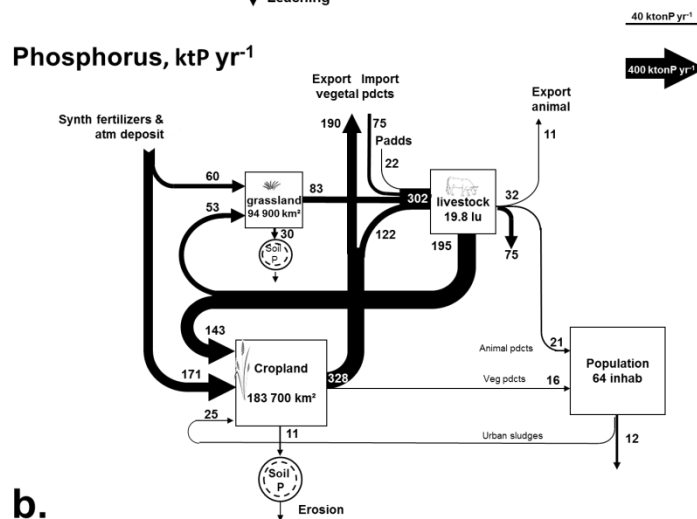 Leaching
40 ktonP yr-1
Phosphorus, ktP yr-1
400 ktonP yr-1
Export Import
vegetal pdcts
Export
animal
Synth fertilizers &
atm deposit
190
75
11
Padds
22
60
grassland
94 900 km²
83
302
livestock
19.8 lu
32
53
30
122
195
75
Soil
P
143
Cropland
183 700 km²
328
171
Animal pdcts
21
Population
64 inhab
Veg pdcts
16
25
11
Urban sludges
12
Soil
P
Erosion
b.